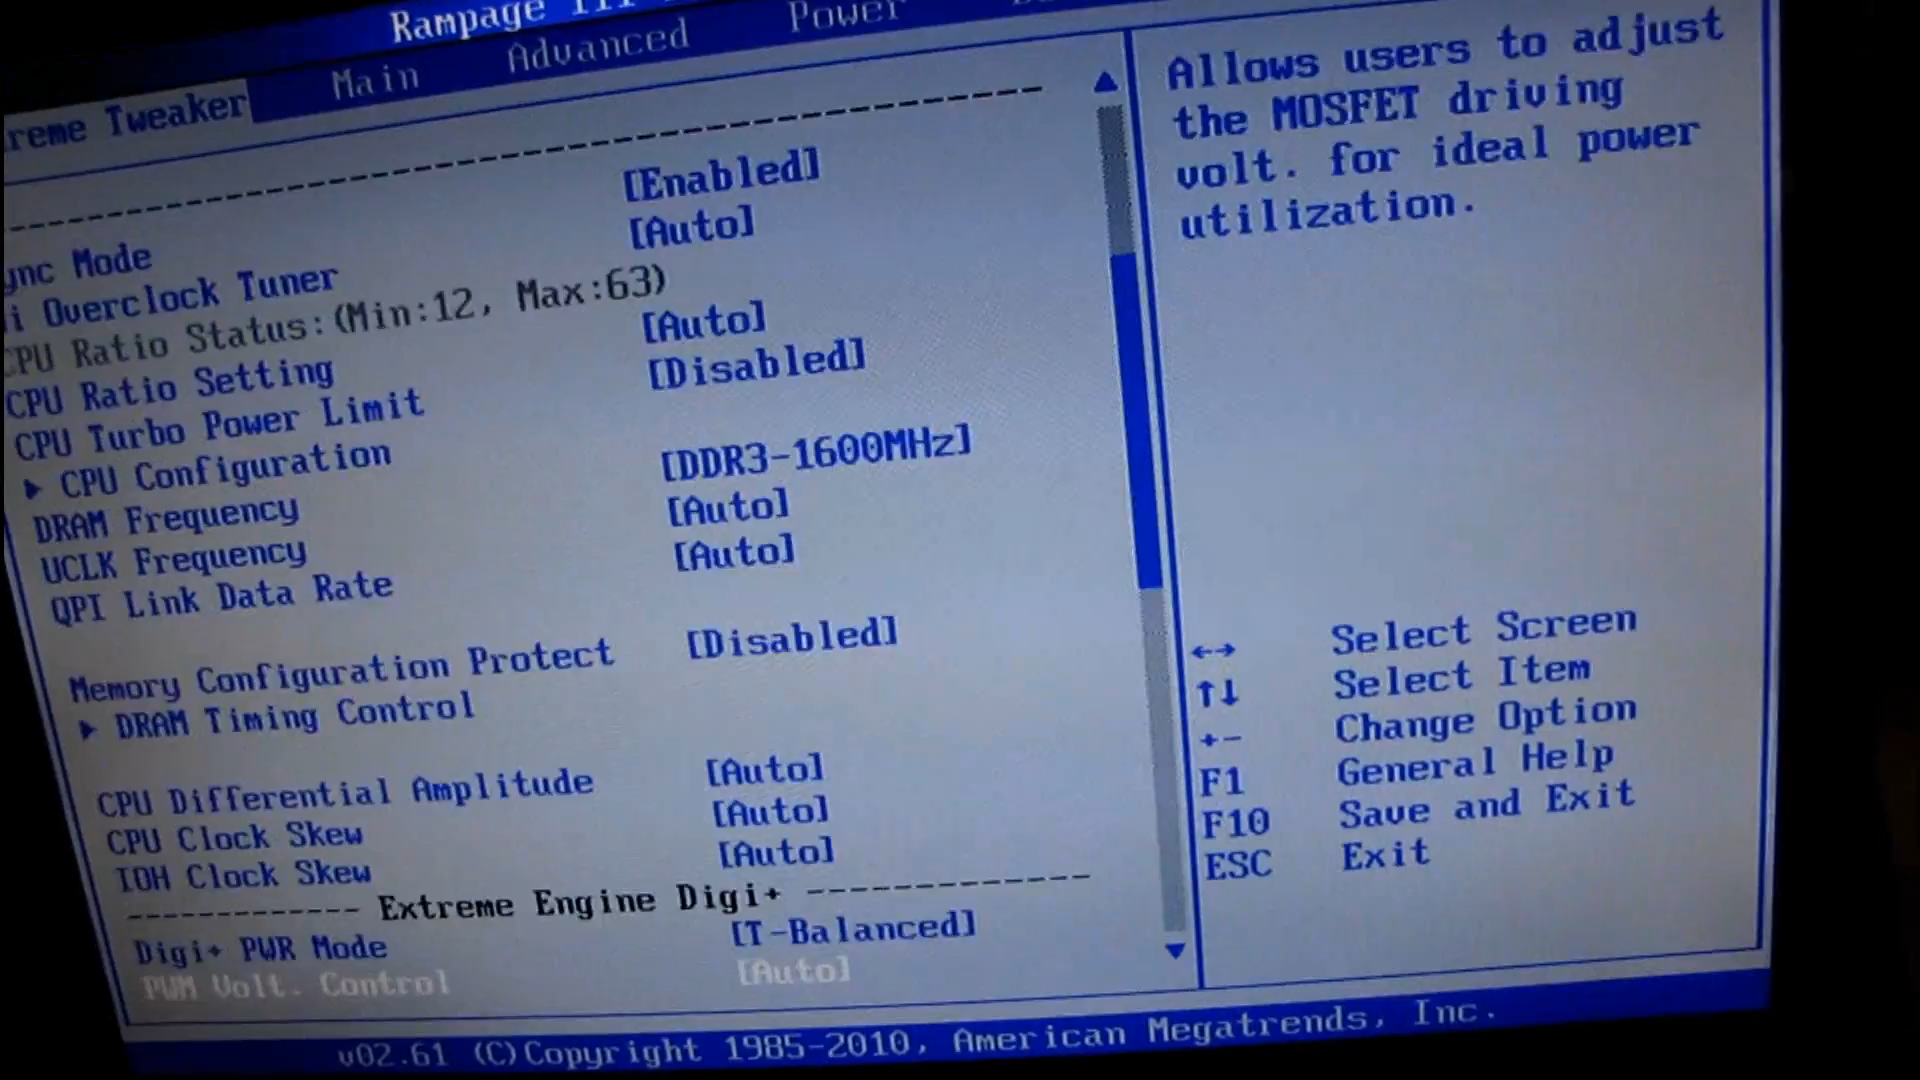 Rampage III
Tweaker Main Advanced Power
Mode [Enabled]
Overclock Tuner [Auto]
CPU Ratio Status:(Min:12, Max:63)
CPU Ratio Setting [Auto]
CPU Turbo Power Limit [Disabled]
▶ CPU Configuration
DRAM Frequency [DDR3-1600MHz]
UCLK Frequency [Auto]
QPI Link Data Rate [Auto]
Memory Configuration Protect [Disabled]
▶ DRAM Timing Control
CPU Differential Amplitude [Auto]
CPU Clock Skew [Auto]
IOH Clock Skew [Auto]
------------ Extreme Engine Digi+ --------------
Digi+ PWR Mode [T-Balanced]
PWM Volt. Control [Auto]
Allows users to adjust
the MOSFET driving
volt. for ideal power
utilization.
←→ Select Screen
↑↓ Select Item
+- Change Option
F1 General Help
F10 Save and Exit
ESC Exit
v02.61 (C)Copyright 1985-2010, American Megatrends, Inc.